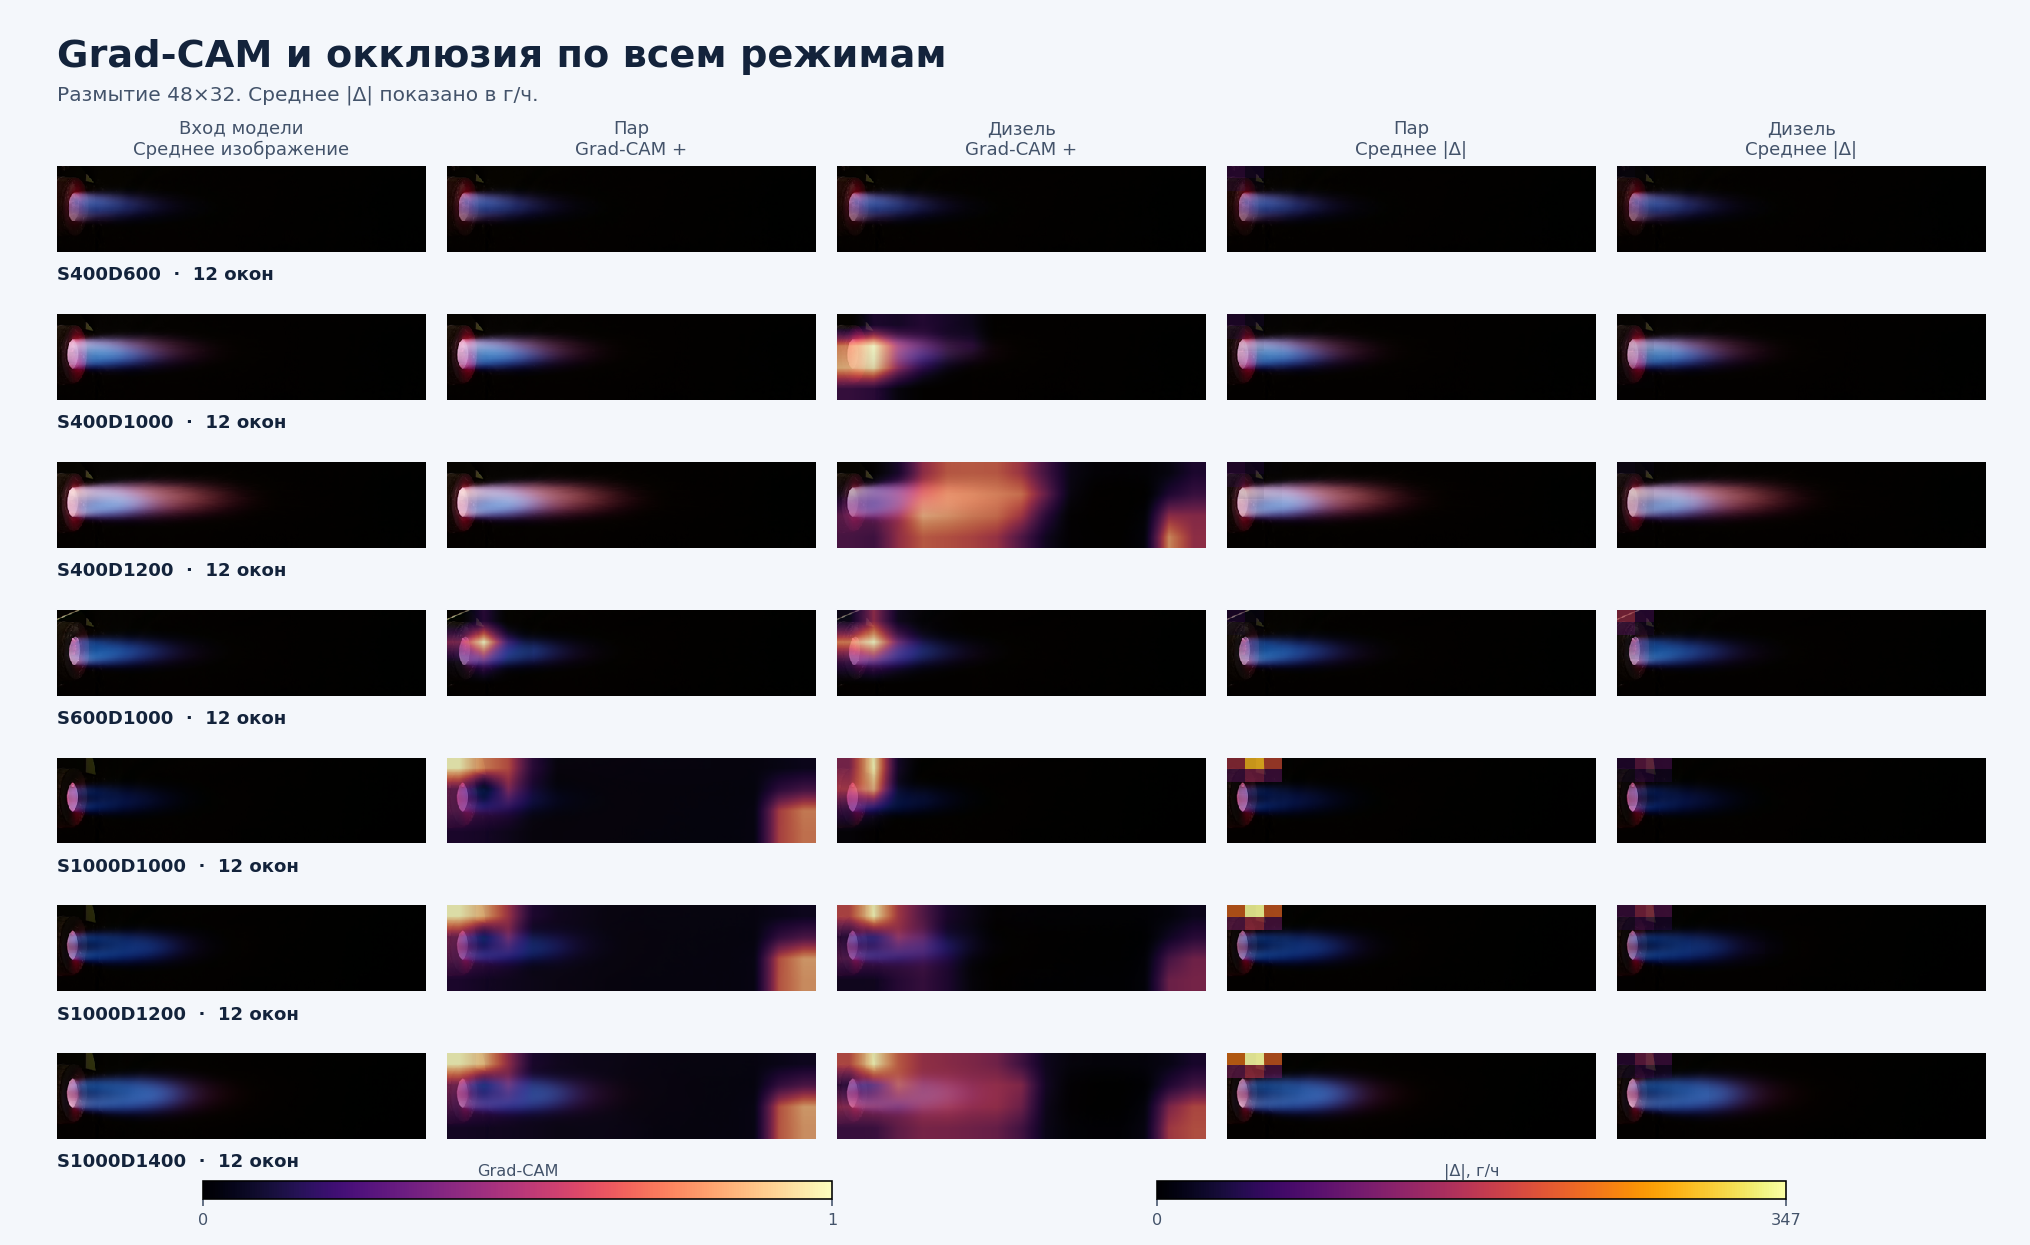 Grad-CAM и окклюзия по всем режимам
Размытие 48×32. Среднее |Δ| показано в г/ч.
Вход модели
Среднее изображение
Пар
Grad-CAM +
Дизель
Grad-CAM +
Пар
Среднее |Δ|
Дизель
Среднее |Δ|
S400D600 · 12 окон
S400D1000 · 12 окон
S400D1200 · 12 окон
S600D1000 · 12 окон
S1000D1000 · 12 окон
S1000D1200 · 12 окон
S1000D1400 · 12 окон
Grad-CAM
0 1
|Δ|, г/ч
0 347